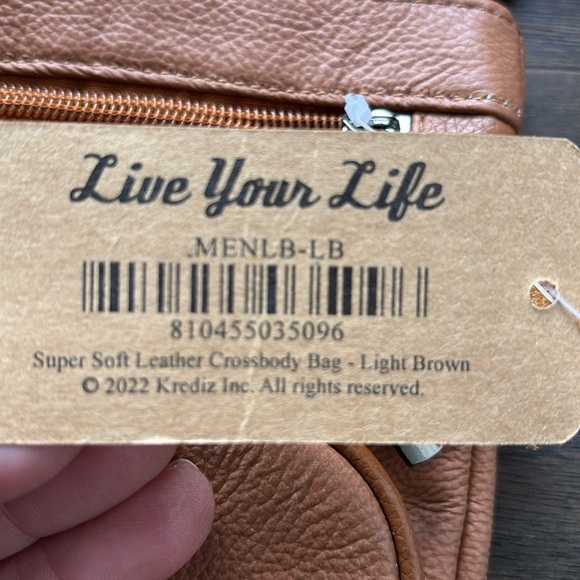 Live Your Life
.MENLB-LB
810455035096
Super Soft Leather Crossbody Bag - Light Brown
© 2022 Krediz Inc. All rights reserved.